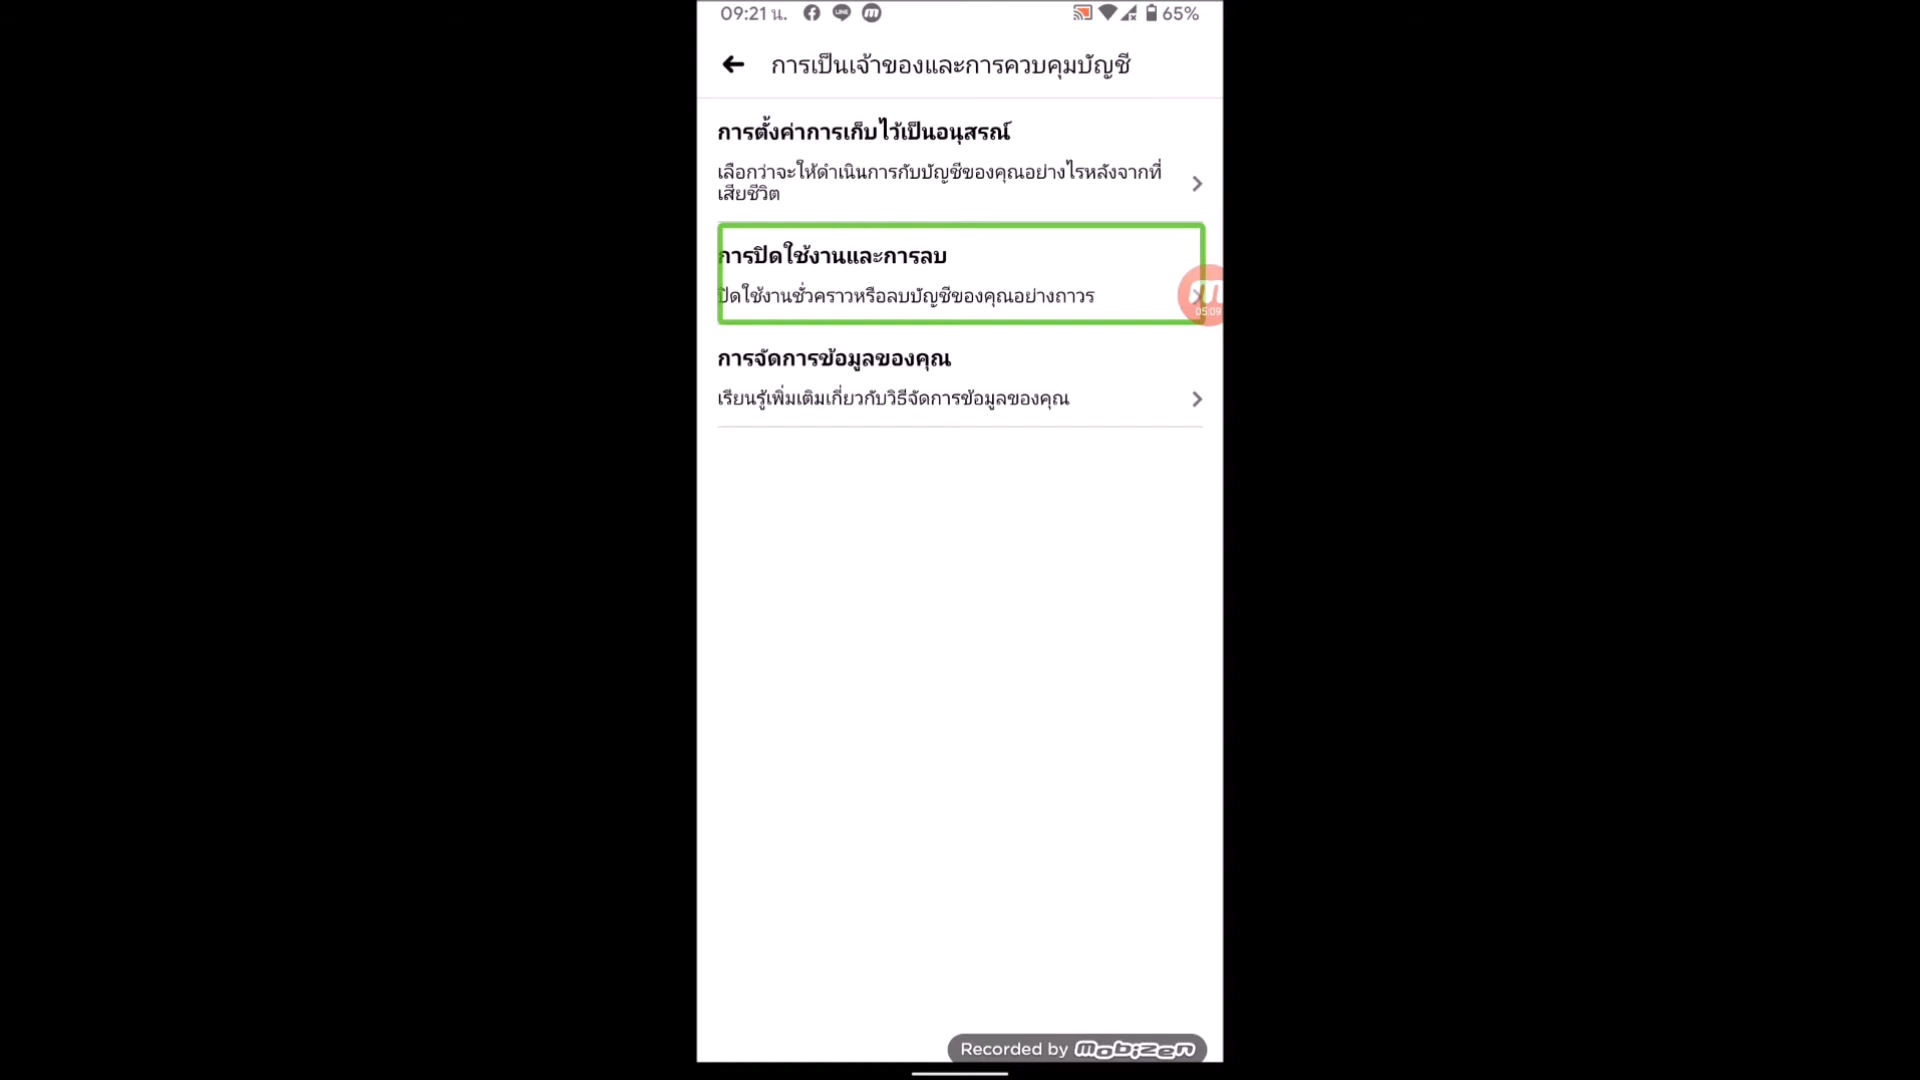 09:21 น. 65%
การเป็นเจ้าของและการควบคุมบัญชี
การตั้งค่าการเก็บไว้เป็นอนุสรณ์
เลือกว่าจะให้ดำเนินการกับบัญชีของคุณอย่างไรหลังจากที่
เสียชีวิต
การปิดใช้งานและการลบ
ปิดใช้งานชั่วคราวหรือลบบัญชีของคุณอย่างถาวร
05:09
การจัดการข้อมูลของคุณ
เรียนรู้เพิ่มเติมเกี่ยวกับวิธีจัดการข้อมูลของคุณ
Recorded by mobizen